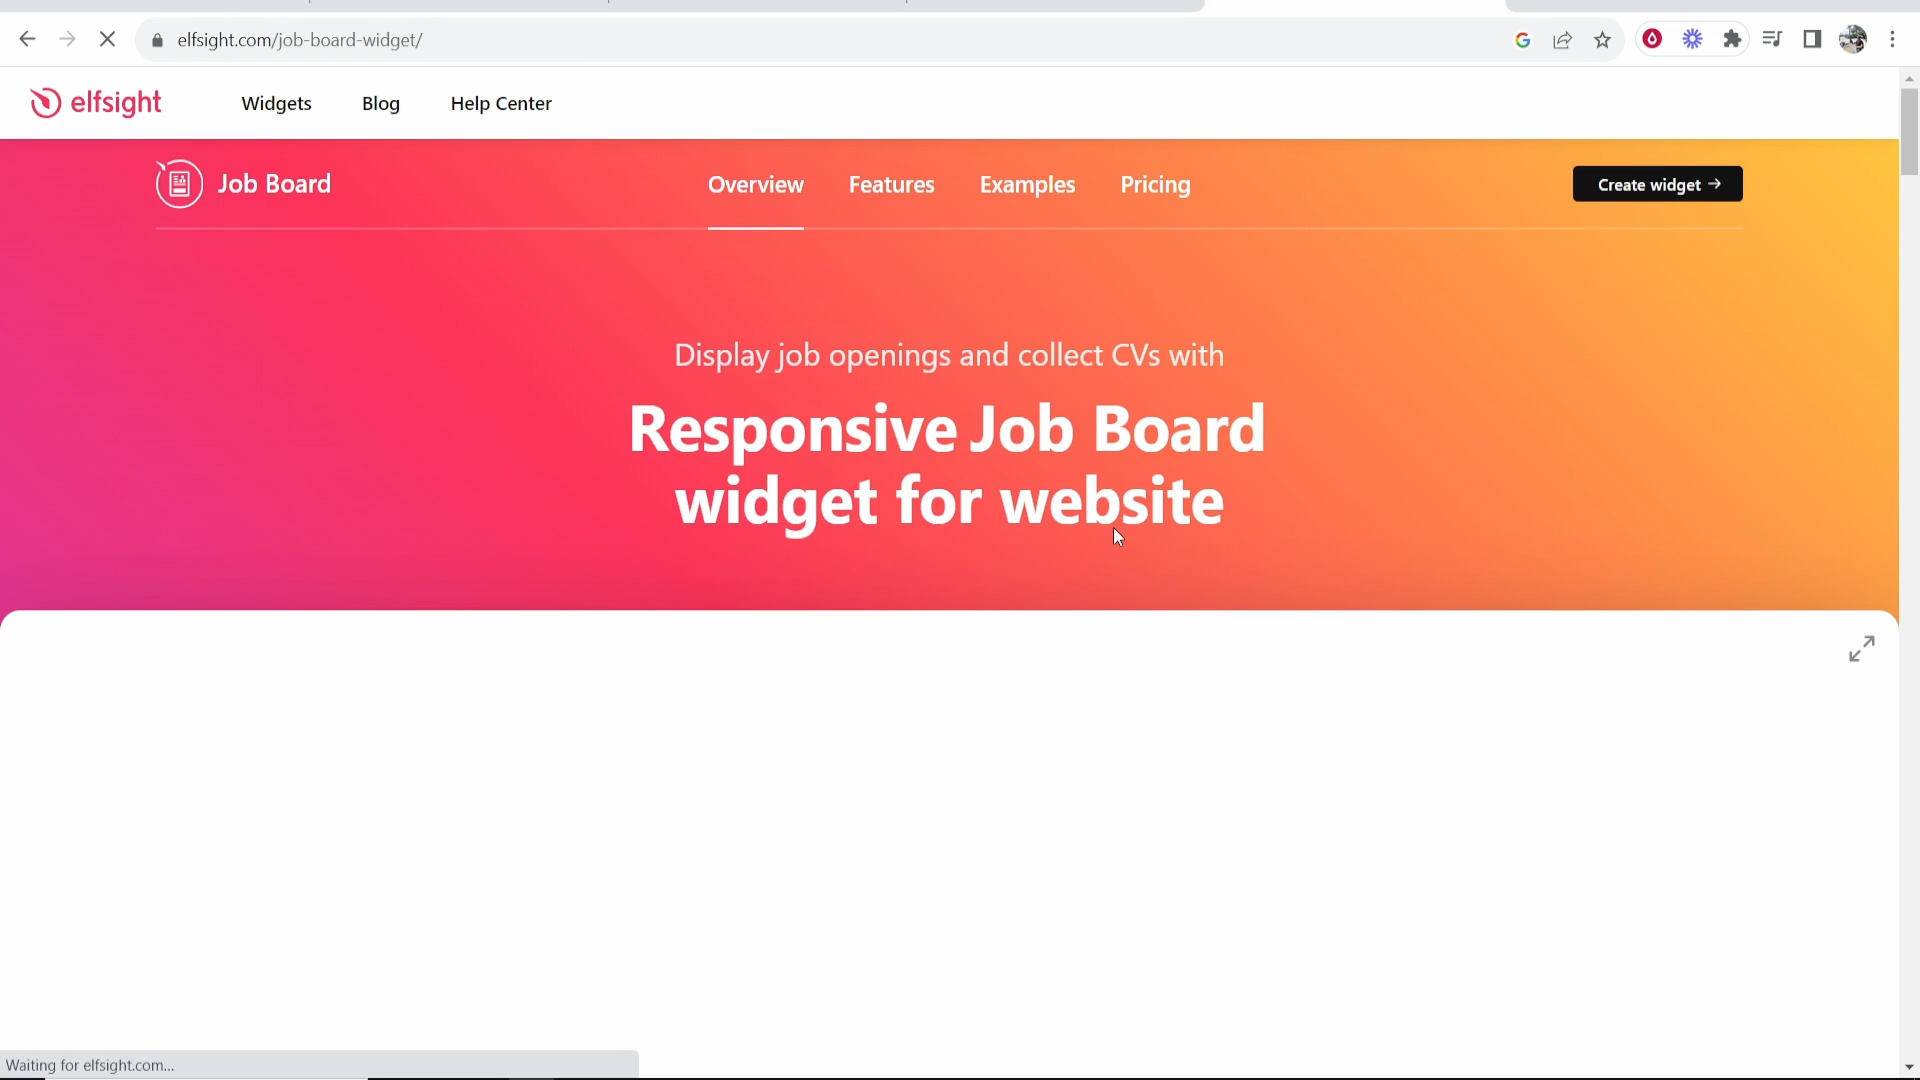 elfsight.com/job-board-widget/
elfsight
Widgets
Blog
Help Center
Job Board
Overview
Features
Examples
Pricing
Create widget →
Display job openings and collect CVs with
Responsive Job Board
widget for website
Waiting for elfsight.com...